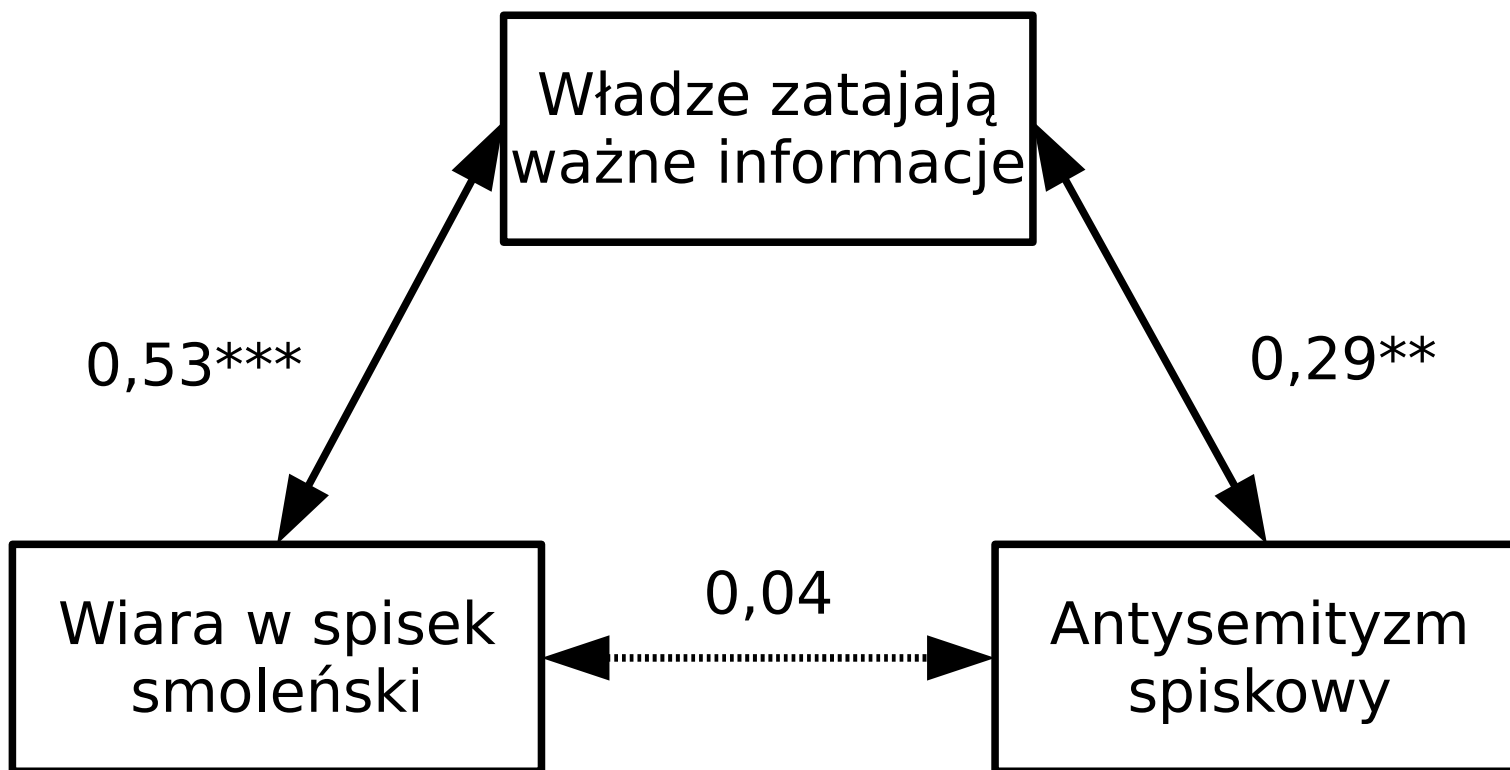 Władze zatajają
ważne informacje
0,53***
0,29**
0,04
Wiara w spisek
smoleński
Antysemityzm
spiskowy